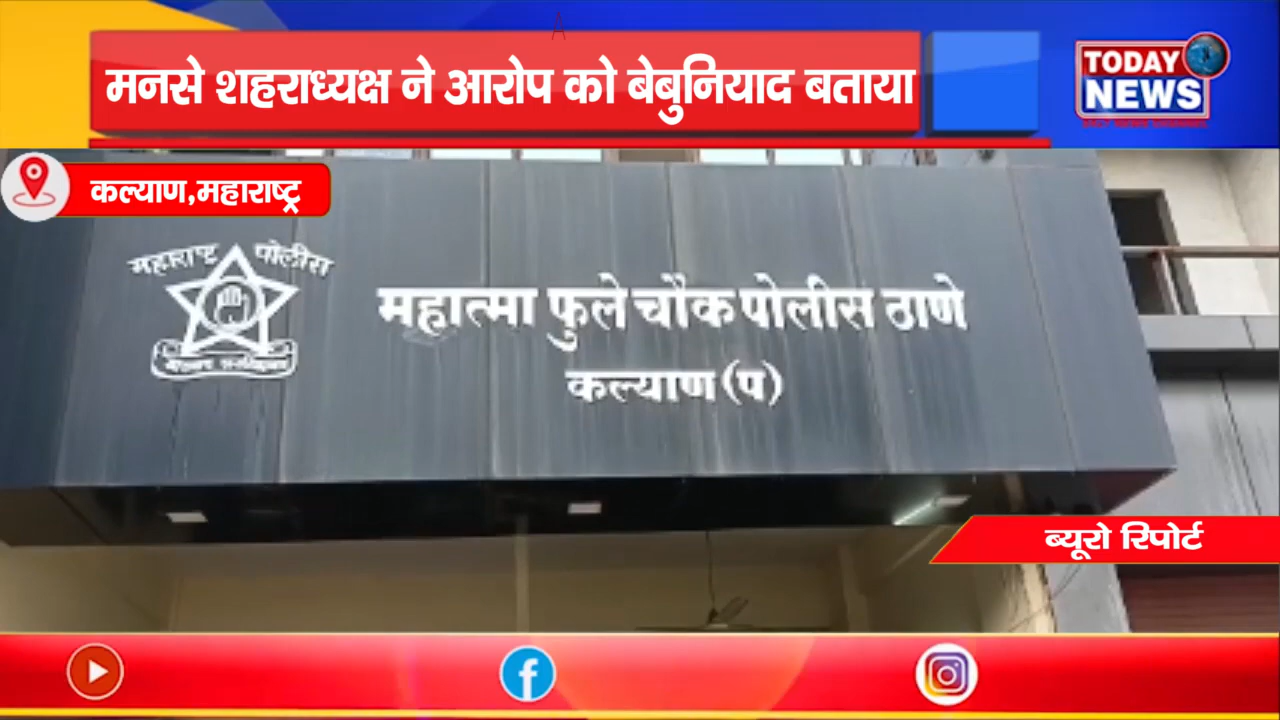 मनसे शहराध्यक्ष ने आरोप को बेबुनियाद बताया
TODAY
NEWS
कल्याण,महाराष्ट्र
महाराष्ट्र पोलीस
महात्मा फुले चौक पोलीस ठाणे
कल्याण (प)
ब्यूरो रिपोर्ट